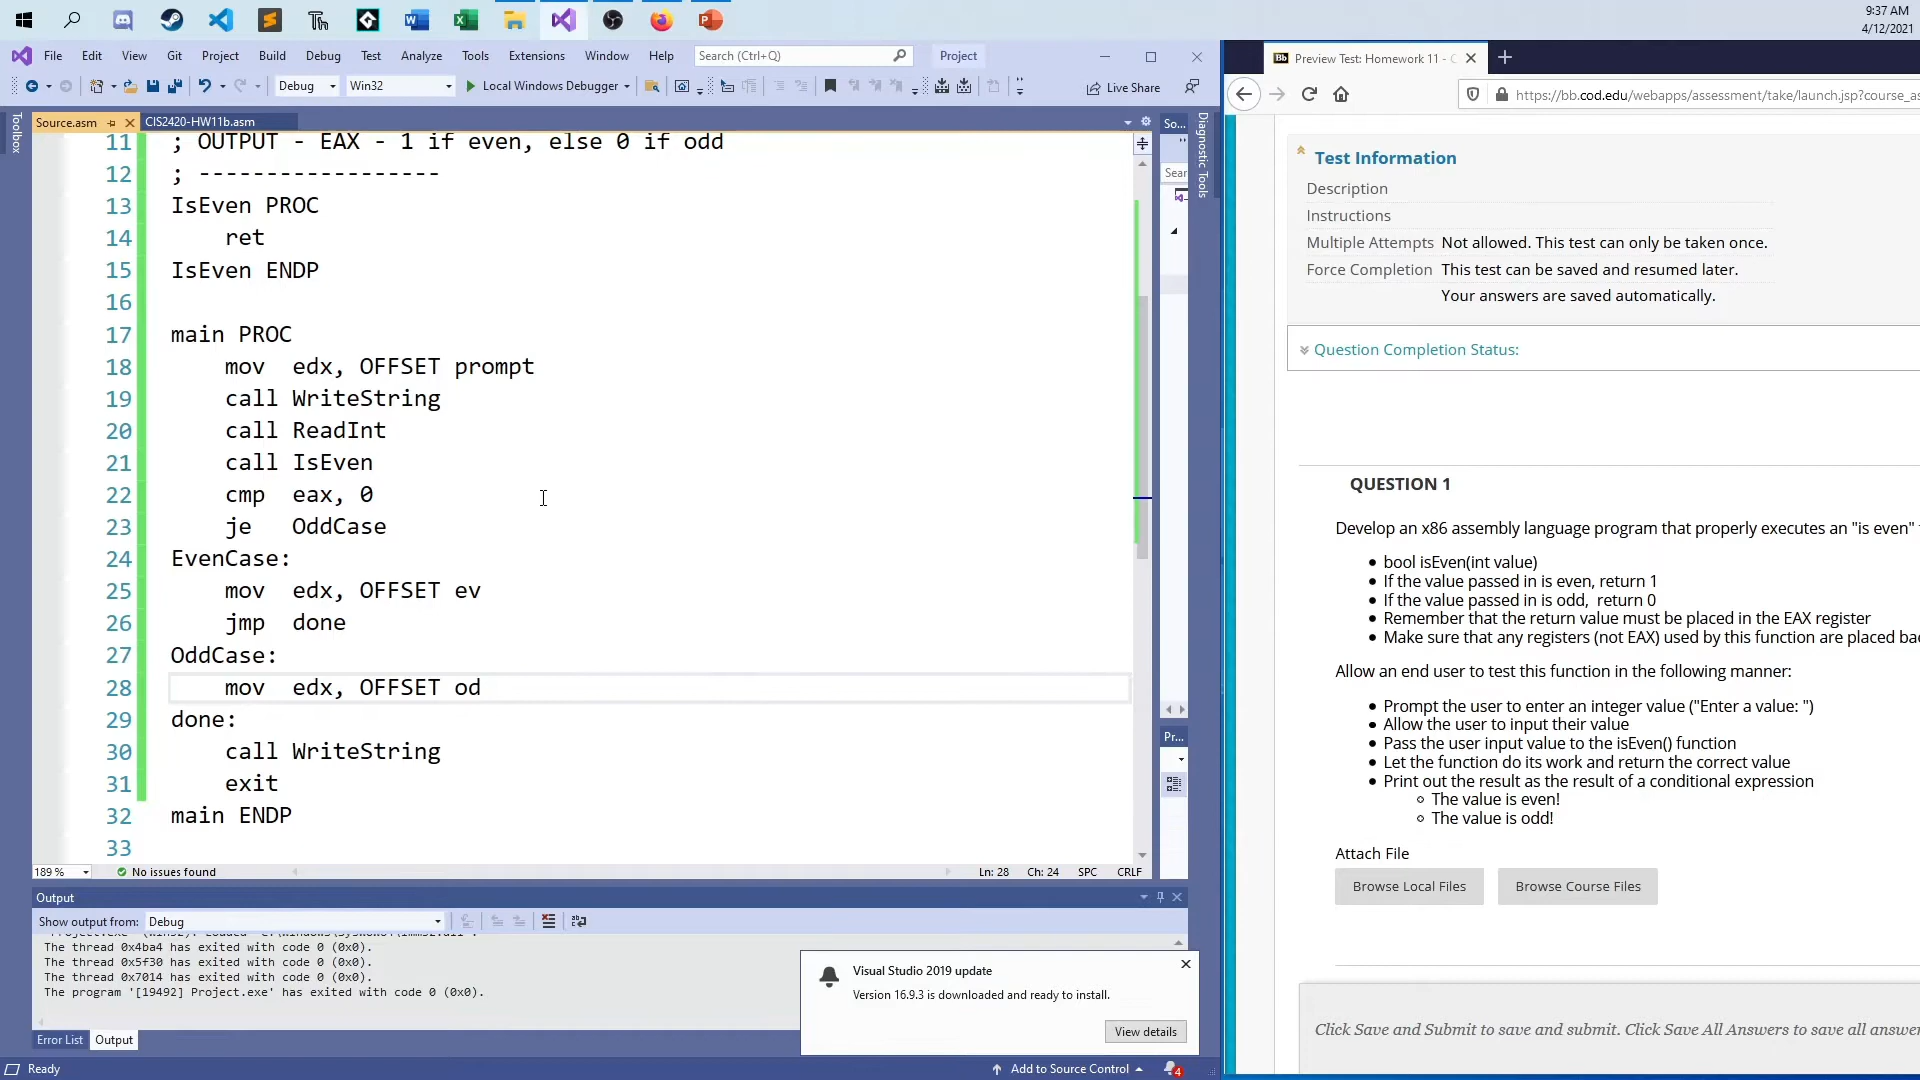 9:37 AM
4/12/2021
File Edit View Git Project Build Debug Test Analyze Tools Extensions Window Help Search (Ctrl+Q) Project
Debug Win32 Local Windows Debugger Live Share
Toolbox
Source.asm CIS2420-HW11b.asm
11 ; OUTPUT - EAX - 1 if even, else 0 if odd
12 ; ------------------
13 IsEven PROC
14 ret
15 IsEven ENDP
16
17 main PROC
18 mov edx, OFFSET prompt
19 call WriteString
20 call ReadInt
21 call IsEven
22 cmp eax, 0
23 je OddCase
24 EvenCase:
25 mov edx, OFFSET ev
26 jmp done
27 OddCase:
28 mov edx, OFFSET od
29 done:
30 call WriteString
31 exit
32 main ENDP
33
189 % No issues found Ln: 28 Ch: 24 SPC CRLF
So...
Sear
Pr...
Diagnostic Tools
Output
Show output from: Debug
The thread 0x4ba4 has exited with code 0 (0x0).
The thread 0x5f30 has exited with code 0 (0x0).
The thread 0x7014 has exited with code 0 (0x0).
The program '[19492] Project.exe' has exited with code 0 (0x0).
Error List Output
Visual Studio 2019 update
Version 16.9.3 is downloaded and ready to install.
View details
Ready Add to Source Control 4
Bb Preview Test: Homework 11 - C
https://bb.cod.edu/webapps/assessment/take/launch.jsp?course_as
Test Information
Description
Instructions
Multiple Attempts Not allowed. This test can only be taken once.
Force Completion This test can be saved and resumed later.
Your answers are saved automatically.
Question Completion Status:
QUESTION 1
Develop an x86 assembly language program that properly executes an "is even"
• bool isEven(int value)
• If the value passed in is even, return 1
• If the value passed in is odd, return 0
• Remember that the return value must be placed in the EAX register
• Make sure that any registers (not EAX) used by this function are placed bac
Allow an end user to test this function in the following manner:
• Prompt the user to enter an integer value ("Enter a value: ")
• Allow the user to input their value
• Pass the user input value to the isEven() function
• Let the function do its work and return the correct value
• Print out the result as the result of a conditional expression
○ The value is even!
○ The value is odd!
Attach File
Browse Local Files Browse Course Files
Click Save and Submit to save and submit. Click Save All Answers to save all answer